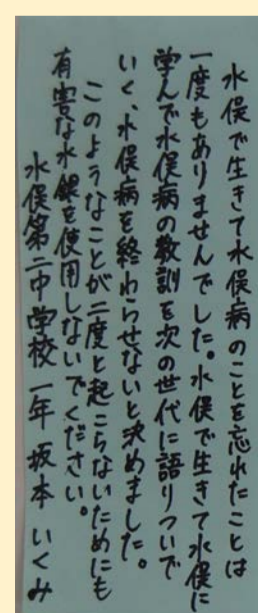 水俣で生きて水俣病のことを忘れたことは
一度もありませんでした。水俣で生きて水俣に
学んで水俣病の教訓を次の世代に語りついで
いく、水俣病を終わらせないと決めました。
このようなことが二度と起こらないためにも
有害な水銀を使用しないでください。
水俣第二中学校一年 坂本 いくみ